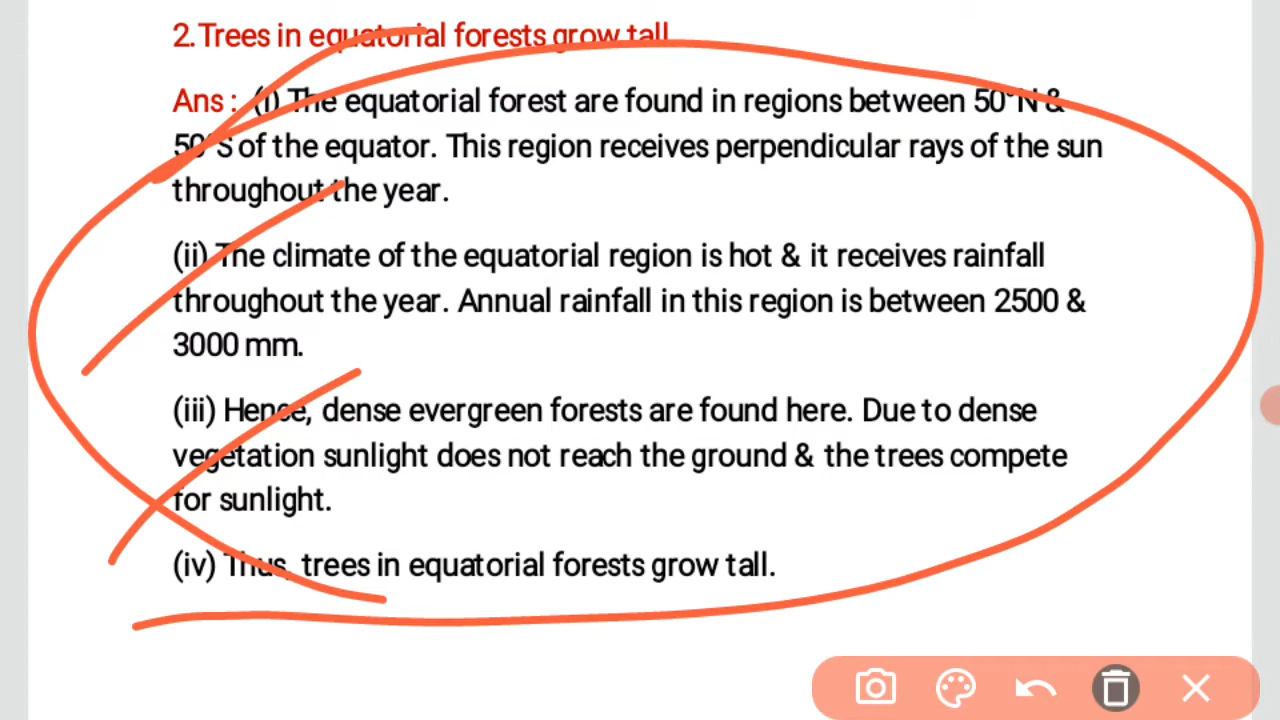 2. Trees in equatorial forests grow tall
Ans : (i) The equatorial forest are found in regions between 50°N &
50°S of the equator. This region receives perpendicular rays of the sun
throughout the year.
(ii) The climate of the equatorial region is hot & it receives rainfall
throughout the year. Annual rainfall in this region is between 2500 &
3000 mm.
(iii) Hence, dense evergreen forests are found here. Due to dense
vegetation sunlight does not reach the ground & the trees compete
for sunlight.
(iv) Thus, trees in equatorial forests grow tall.